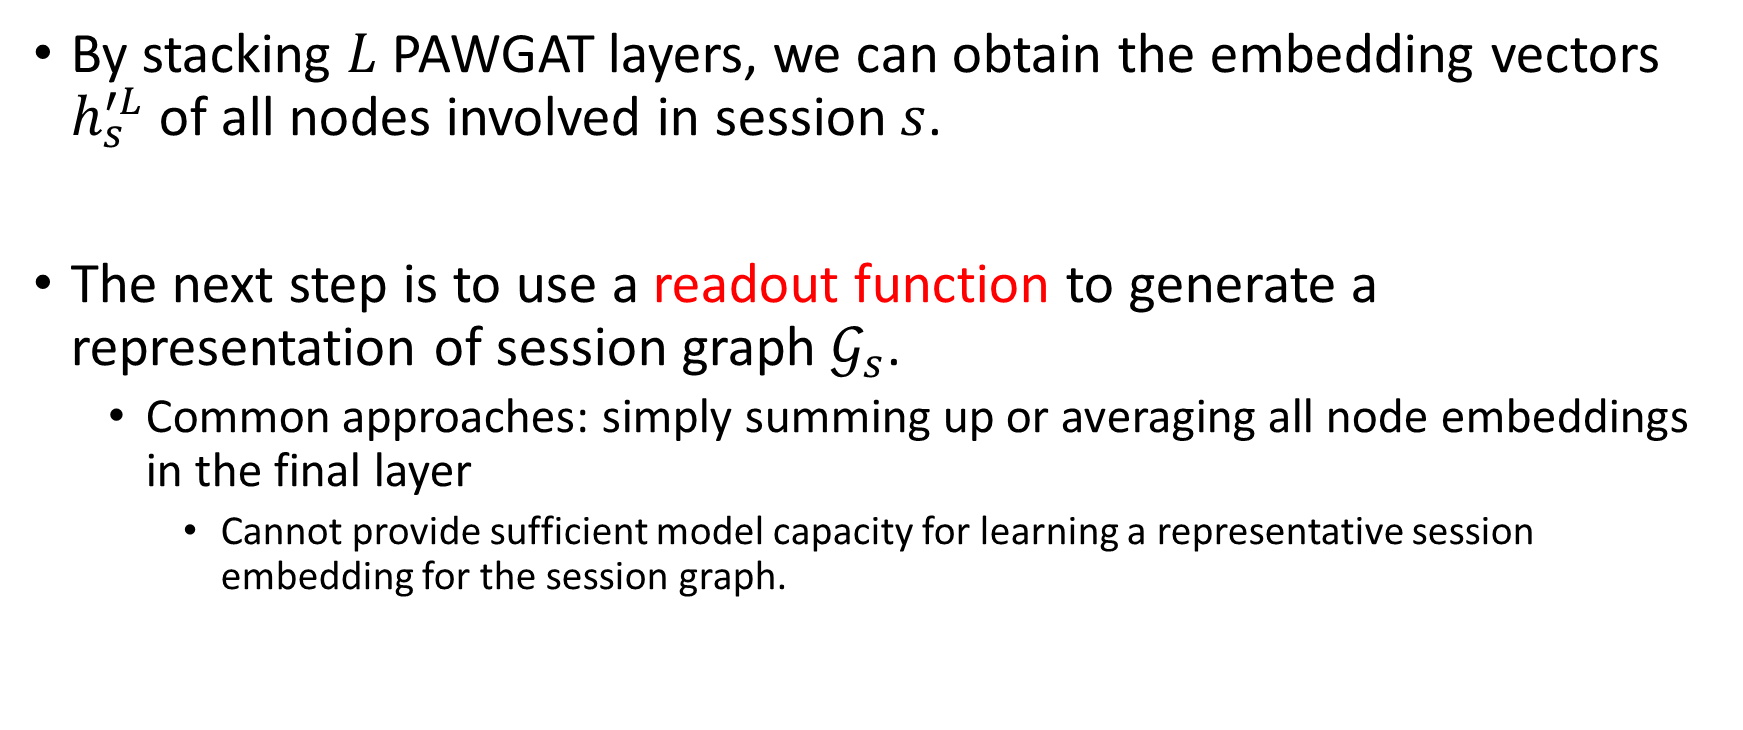 • By stacking 𝐿 PAWGAT layers, we can obtain the embedding vectors
ℎ′ₛᴸ of all nodes involved in session 𝑠.
• The next step is to use a readout function to generate a
representation of session graph 𝒢ₛ.
• Common approaches: simply summing up or averaging all node embeddings
in the final layer
• Cannot provide sufficient model capacity for learning a representative session
embedding for the session graph.